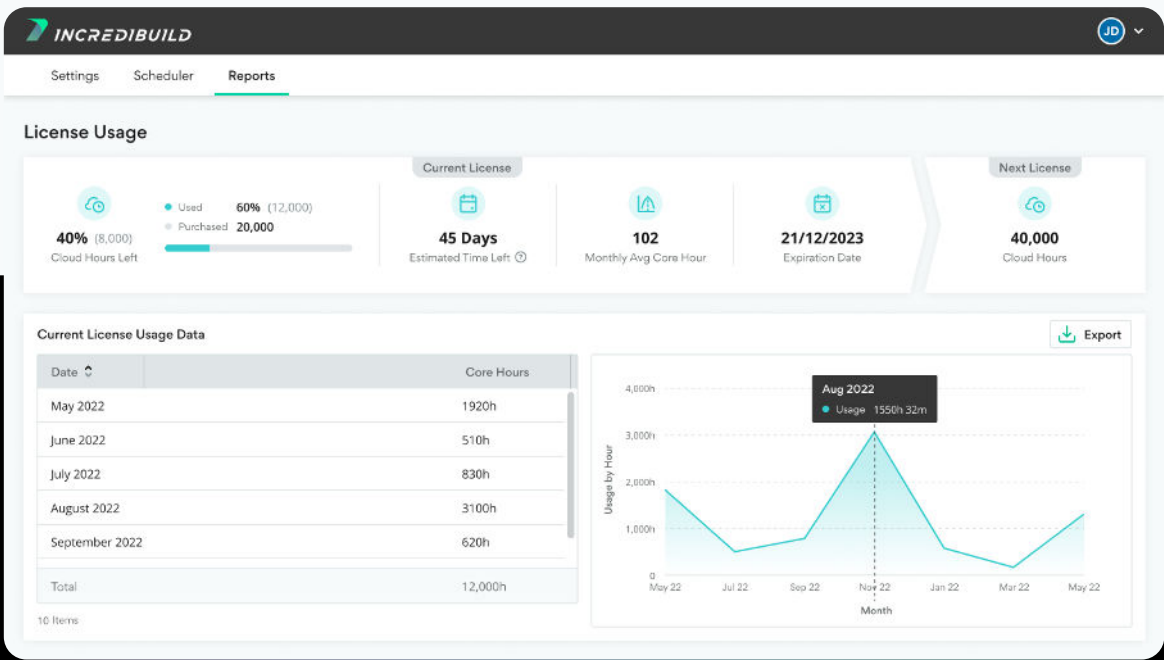 INCREDIBUILD
JD
Settings Scheduler Reports
License Usage
Current License
Next License
40% (8,000)
Cloud Hours Left
Used 60% (12,000)
Purchased 20,000
45 Days
Estimated Time Left ?
102
Monthly Avg Core Hour
21/12/2023
Expiration Date
40,000
Cloud Hours
Current License Usage Data
Export
Date Core Hours
May 2022 1920h
June 2022 510h
July 2022 830h
August 2022 3100h
September 2022 620h
Total 12,000h
10 Items
Usage by Hour
4,000h
3,000h
2,000h
1,000h
0
Aug 2022
Usage 1550h 32m
May 22 Jul 22 Sep 22 Nov 22 Jan 22 Mar 22 May 22
Month